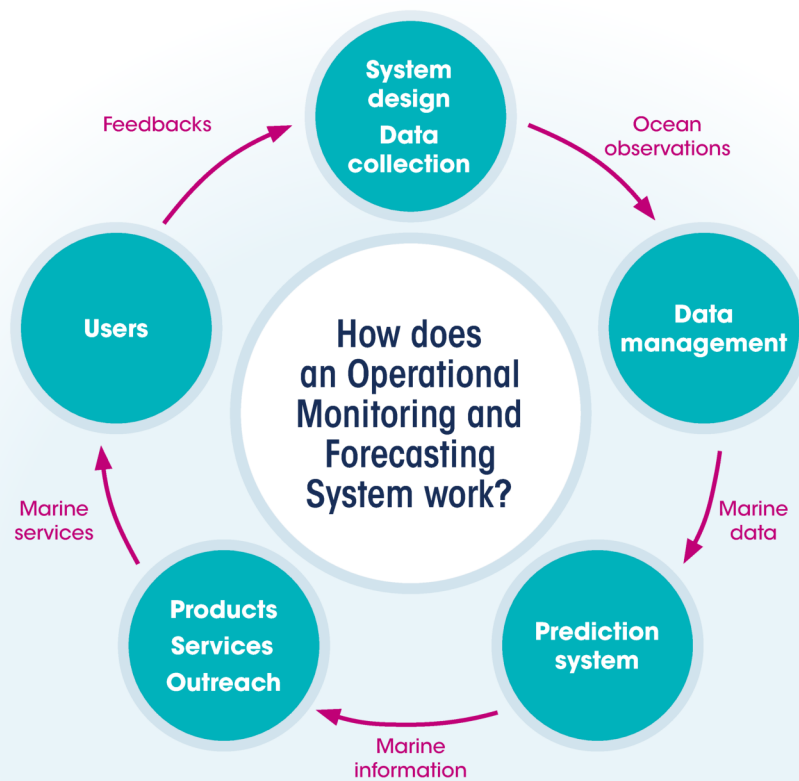 System
design
Data
collection
Feedbacks
Ocean
observations
Users
Data
management
How does
an Operational
Monitoring and
Forecasting
System work?
Marine
services
Marine
data
Products
Services
Outreach
Prediction
system
Marine
information